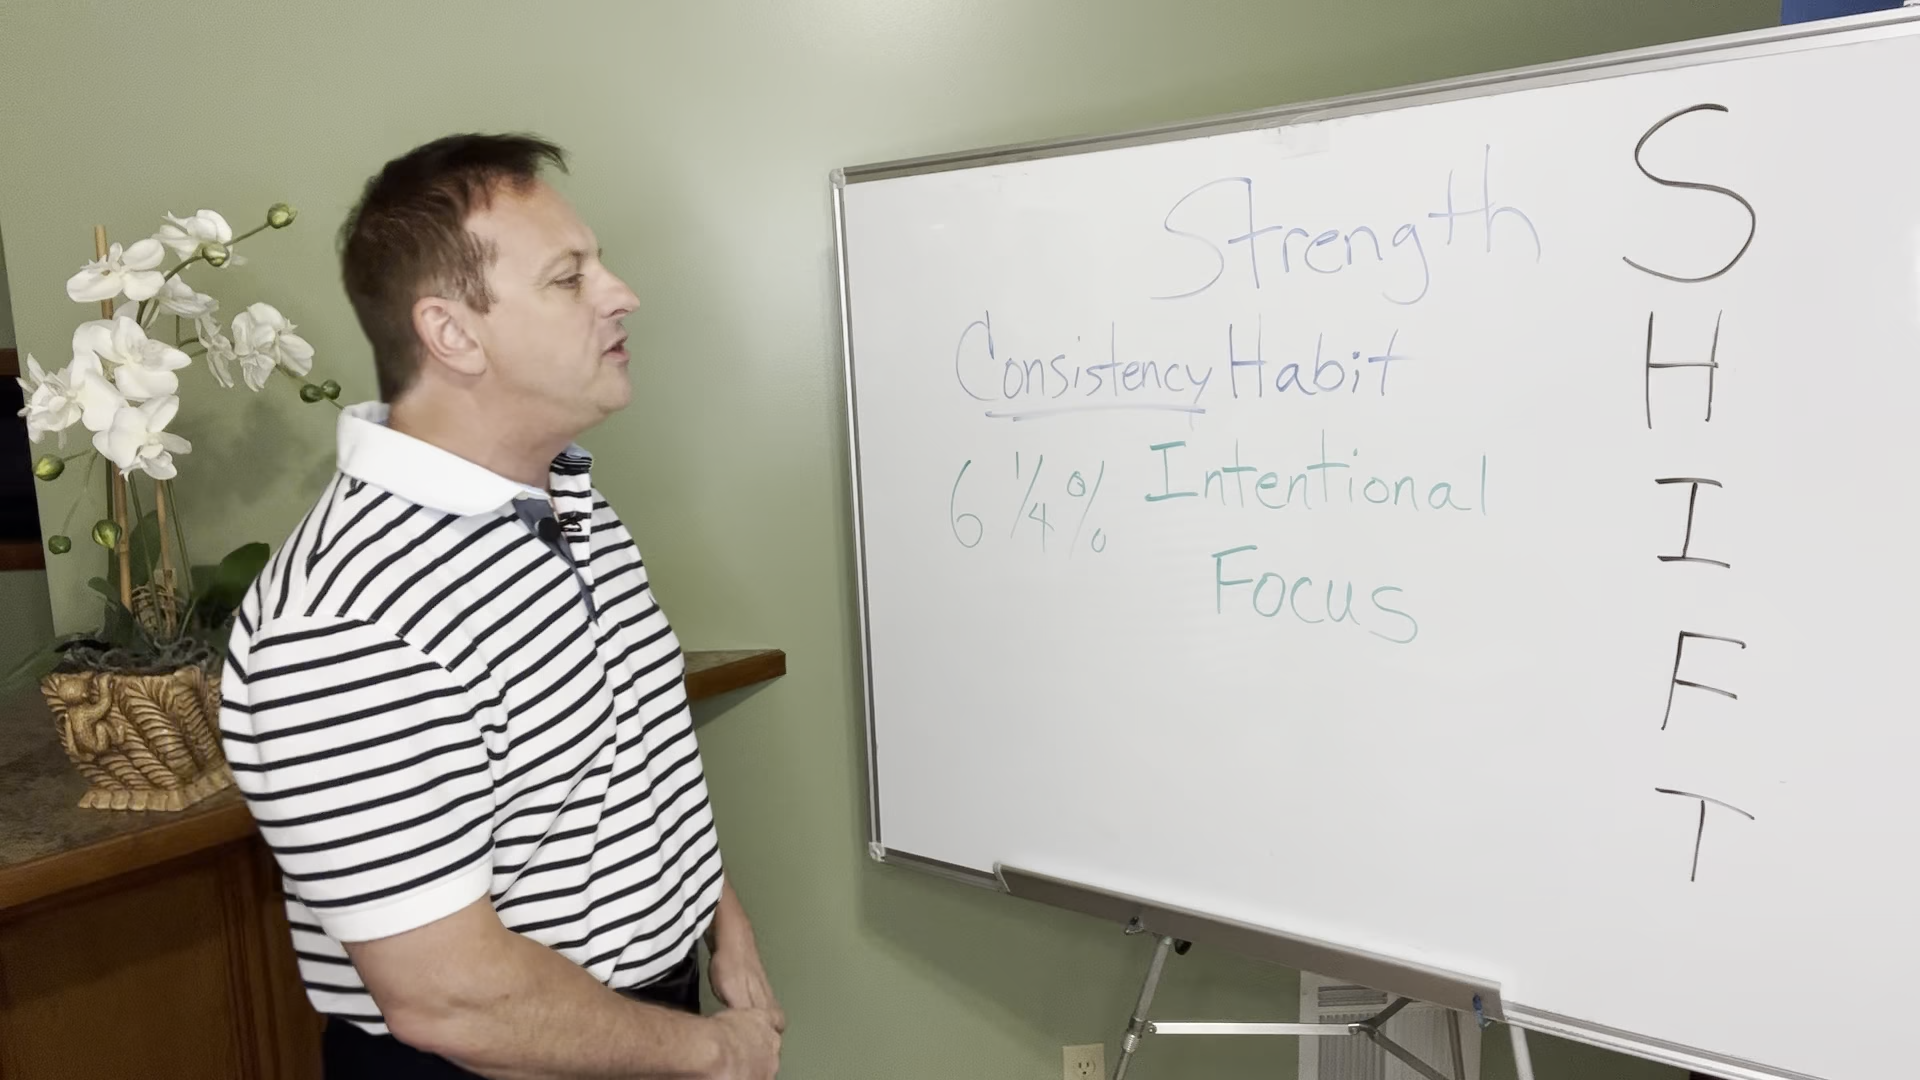 Strength S
Consistency Habit H
6 1/4 % Intentional I
Focus F
T